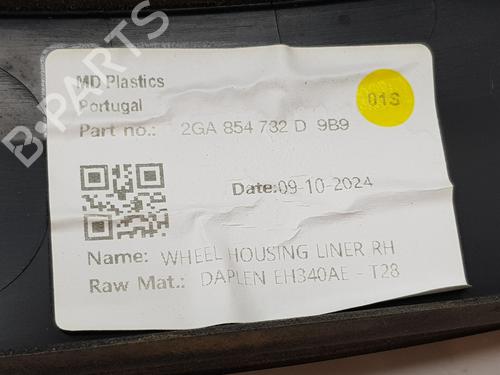 MD Plastics
Portugal
Part no.: 2GA 854 732 D 9B9
01S
Date:09-10-2024
Name: WHEEL HOUSING LINER RH
Raw Mat.: DAPLEN EH340AE - T28
B-PARTS